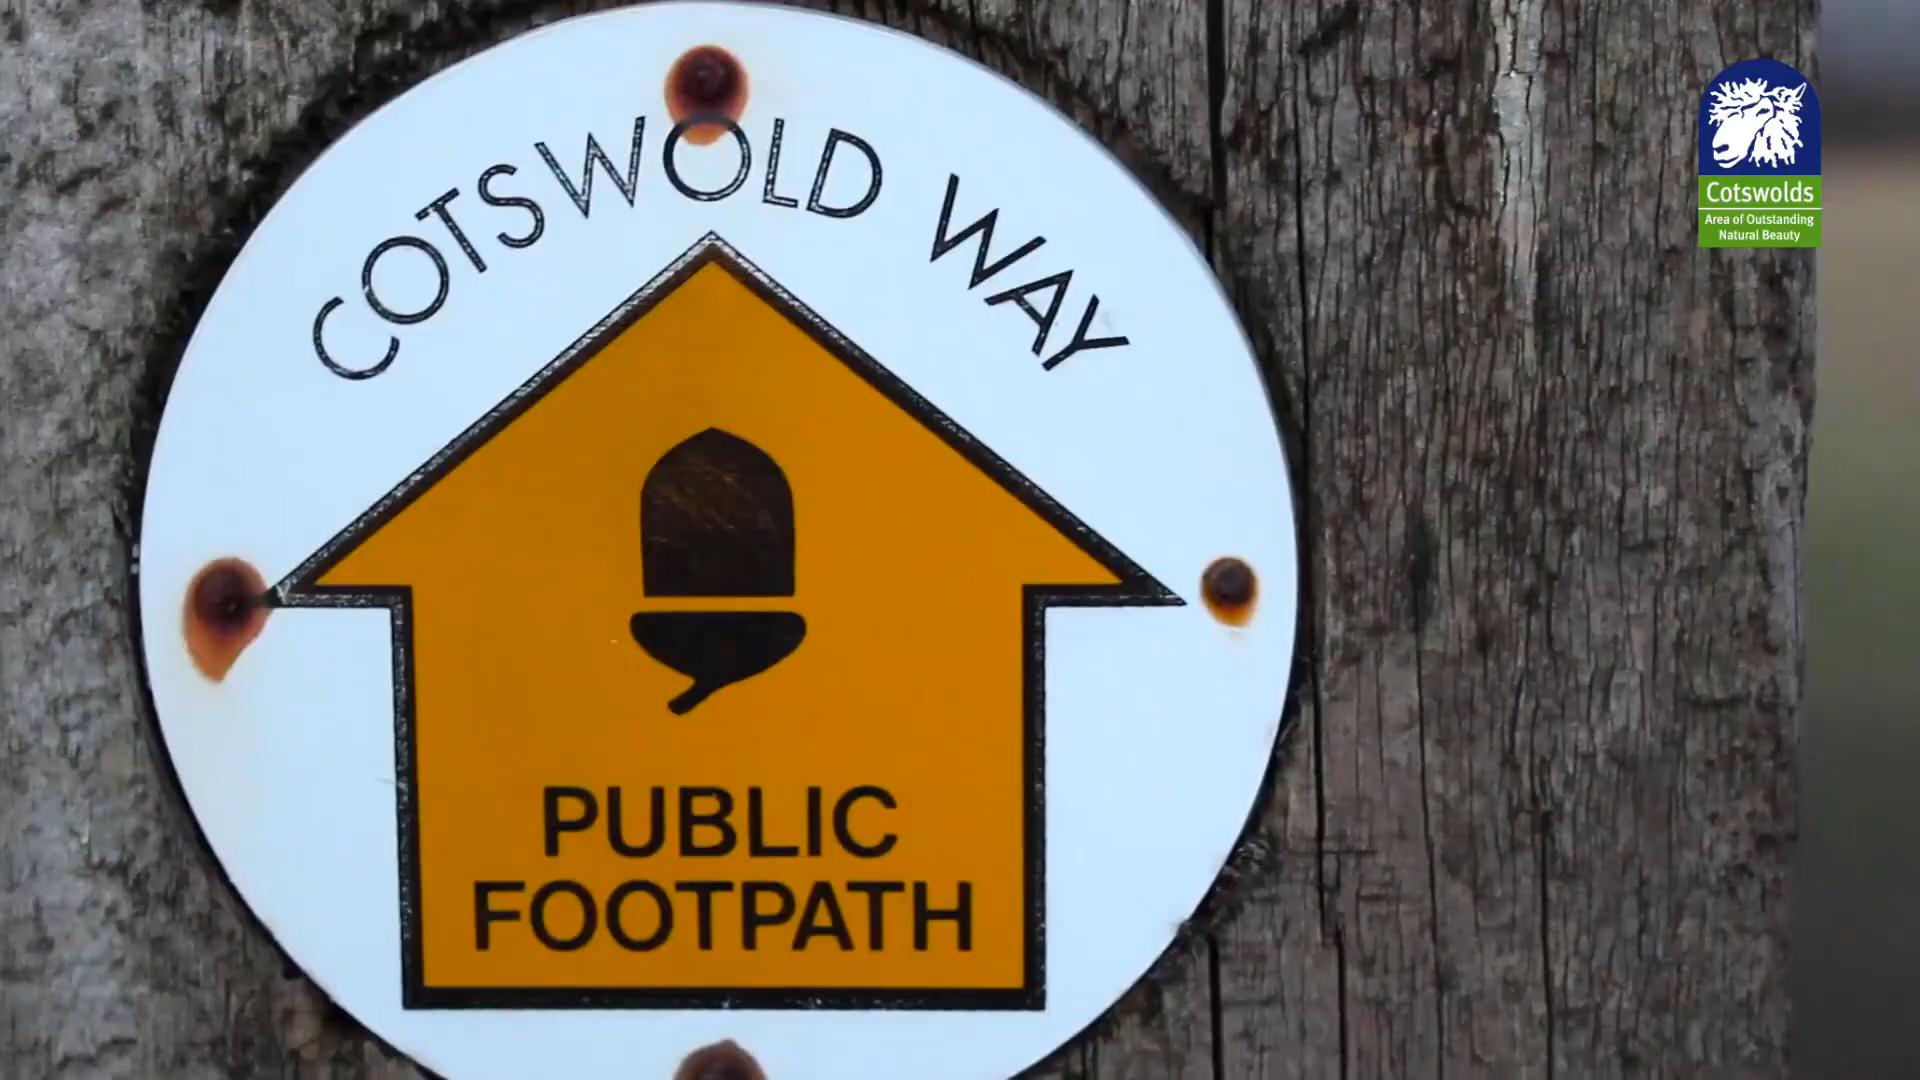 COTSWOLD WAY
PUBLIC
FOOTPATH
Cotswolds
Area of Outstanding
Natural Beauty